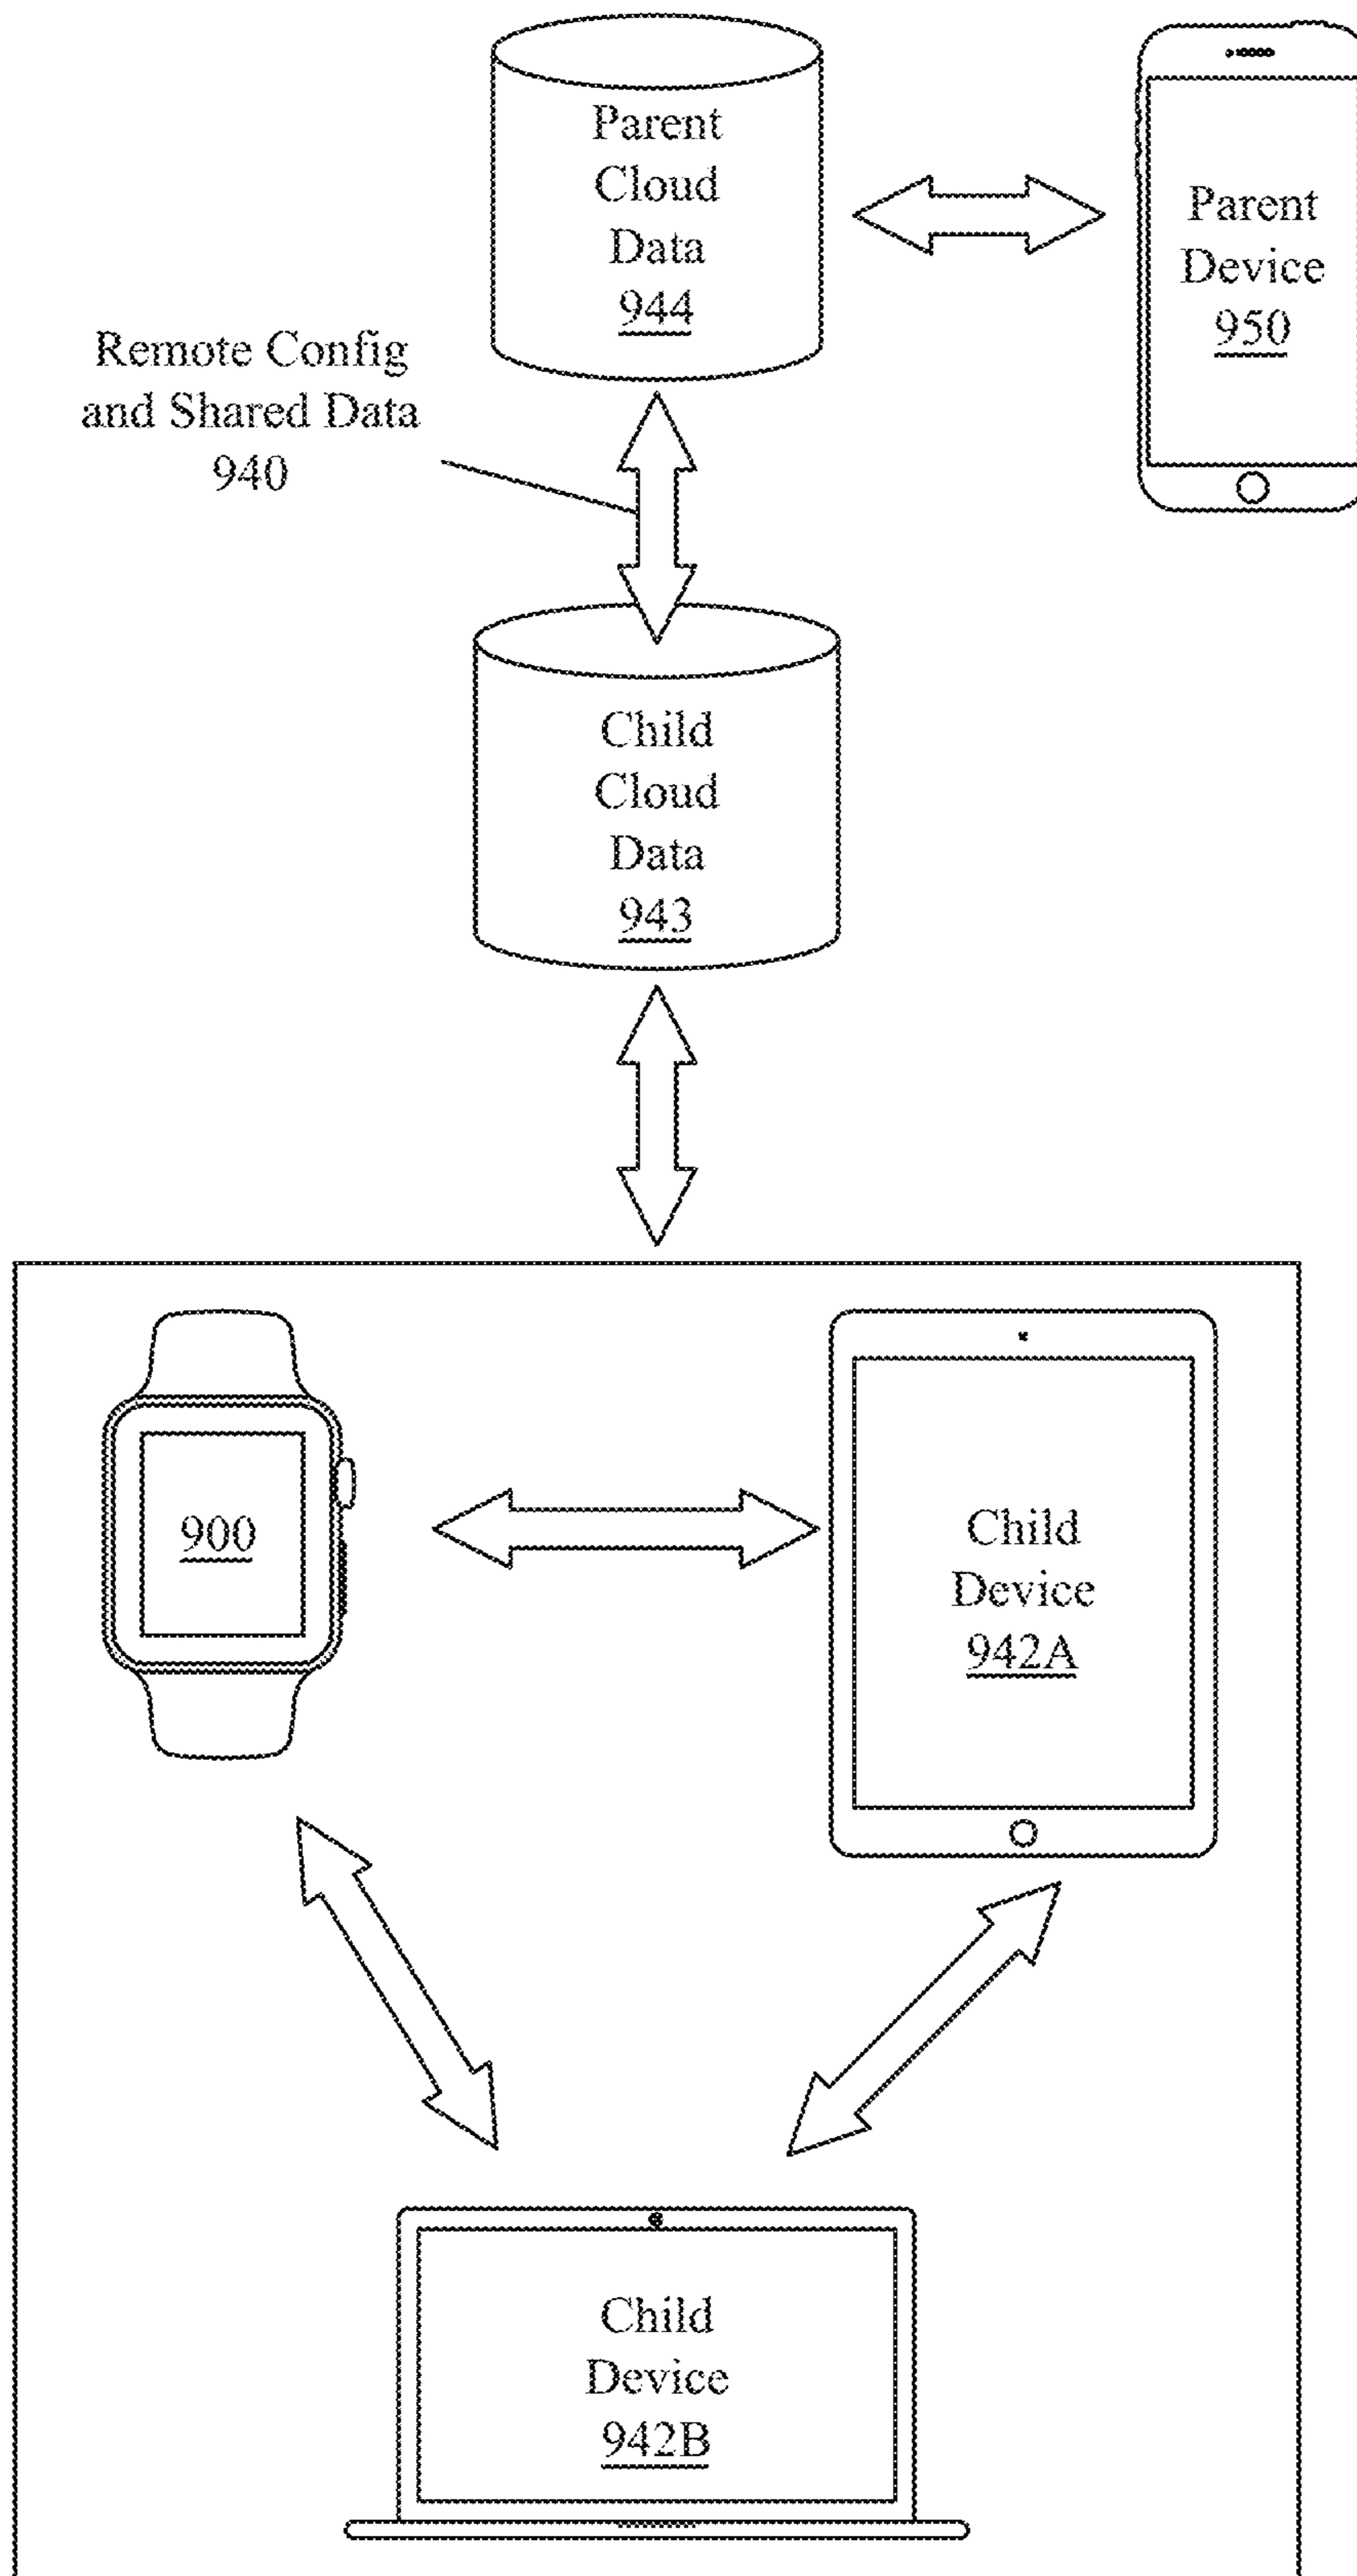 Parent
Cloud
Data
944
Parent
Device
950
Remote Config
and Shared Data
940
Child
Cloud
Data
943
900
Child
Device
942A
Child
Device
942B